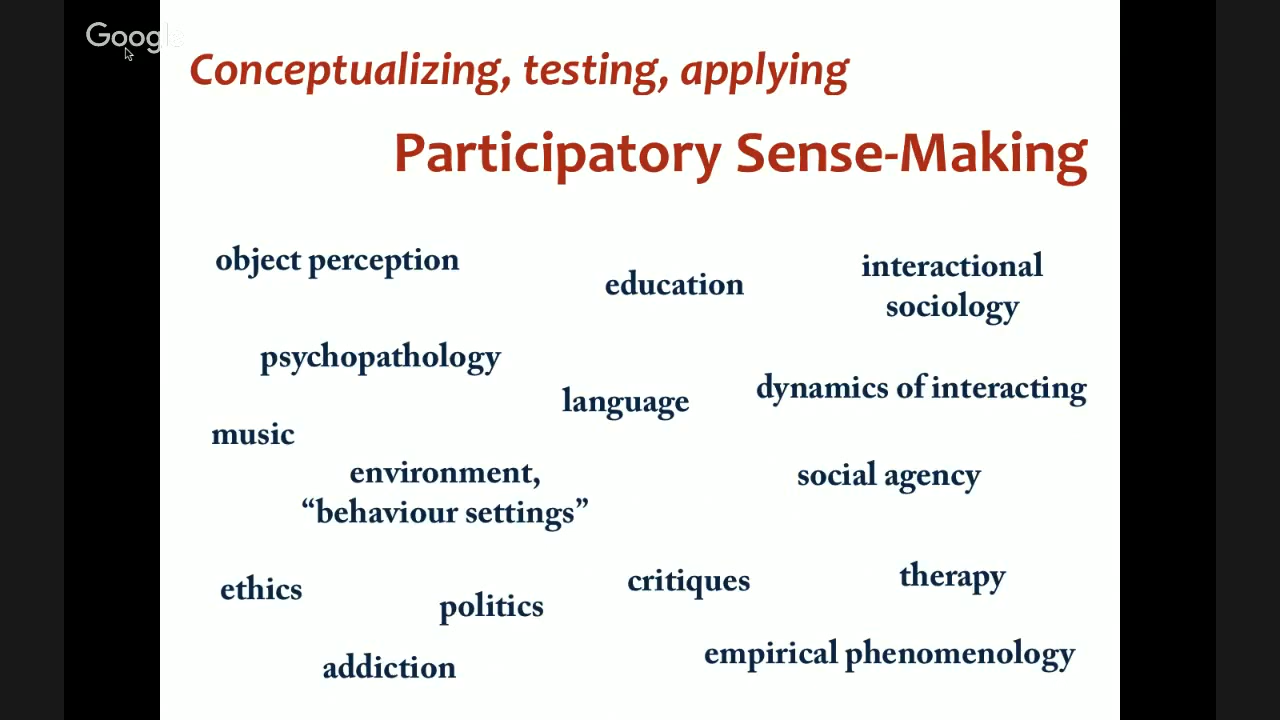 Google
Conceptualizing, testing, applying
Participatory Sense-Making
object perception
education
interactional
sociology
psychopathology
language
dynamics of interacting
music
environment,
“behaviour settings”
social agency
ethics
politics
critiques
therapy
addiction
empirical phenomenology